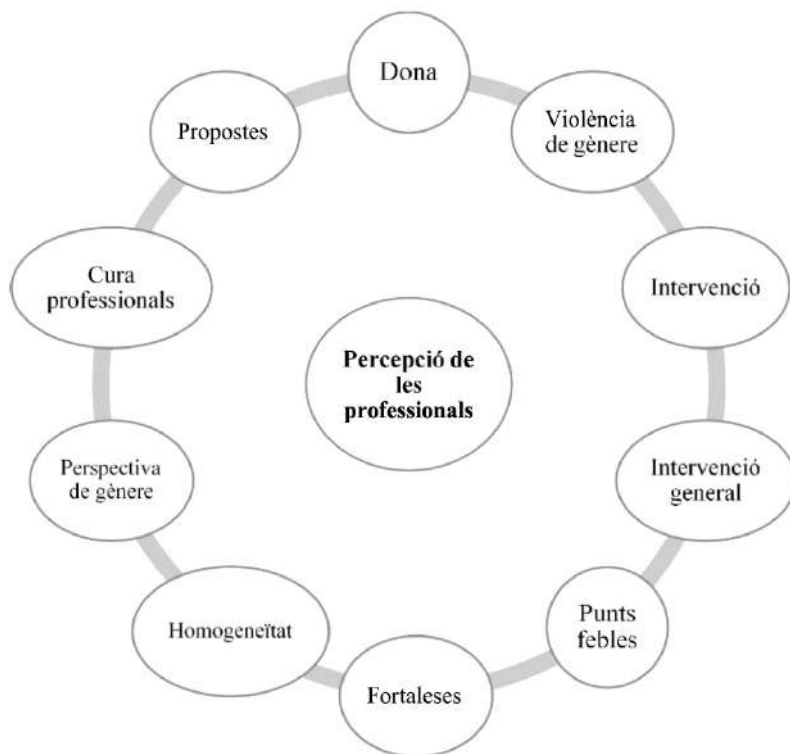 Dona
Violència
de gènere
Intervenció
Intervenció
general
Punts
febles
Fortaleses
Homogeneïtat
Perspectiva
de gènere
Cura
professionals
Propostes
Percepció de
les
professionals